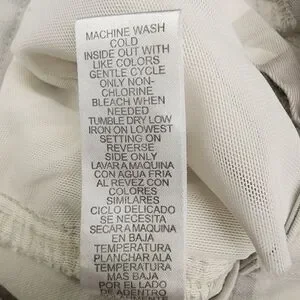 MACHINE WASH
COLD
INSIDE OUT WITH
LIKE COLORS
GENTLE CYCLE
ONLY NON-
CHLORINE
BLEACH WHEN
NEEDED
TUMBLE DRY LOW
IRON ON LOWEST
SETTING ON
REVERSE
SIDE ONLY
LAVAR A MAQUINA
CON AGUA FRIA
AL REVEZ CON
COLORES
SIMILARES
CICLO DELICADO
SE NECESITA
SECAR A MAQUINA
EN BAJA
TEMPERATURA
PLANCHAR ALA
TEMPERATURA
MAS BAJA
POR EL LADO
DE ADENTRO